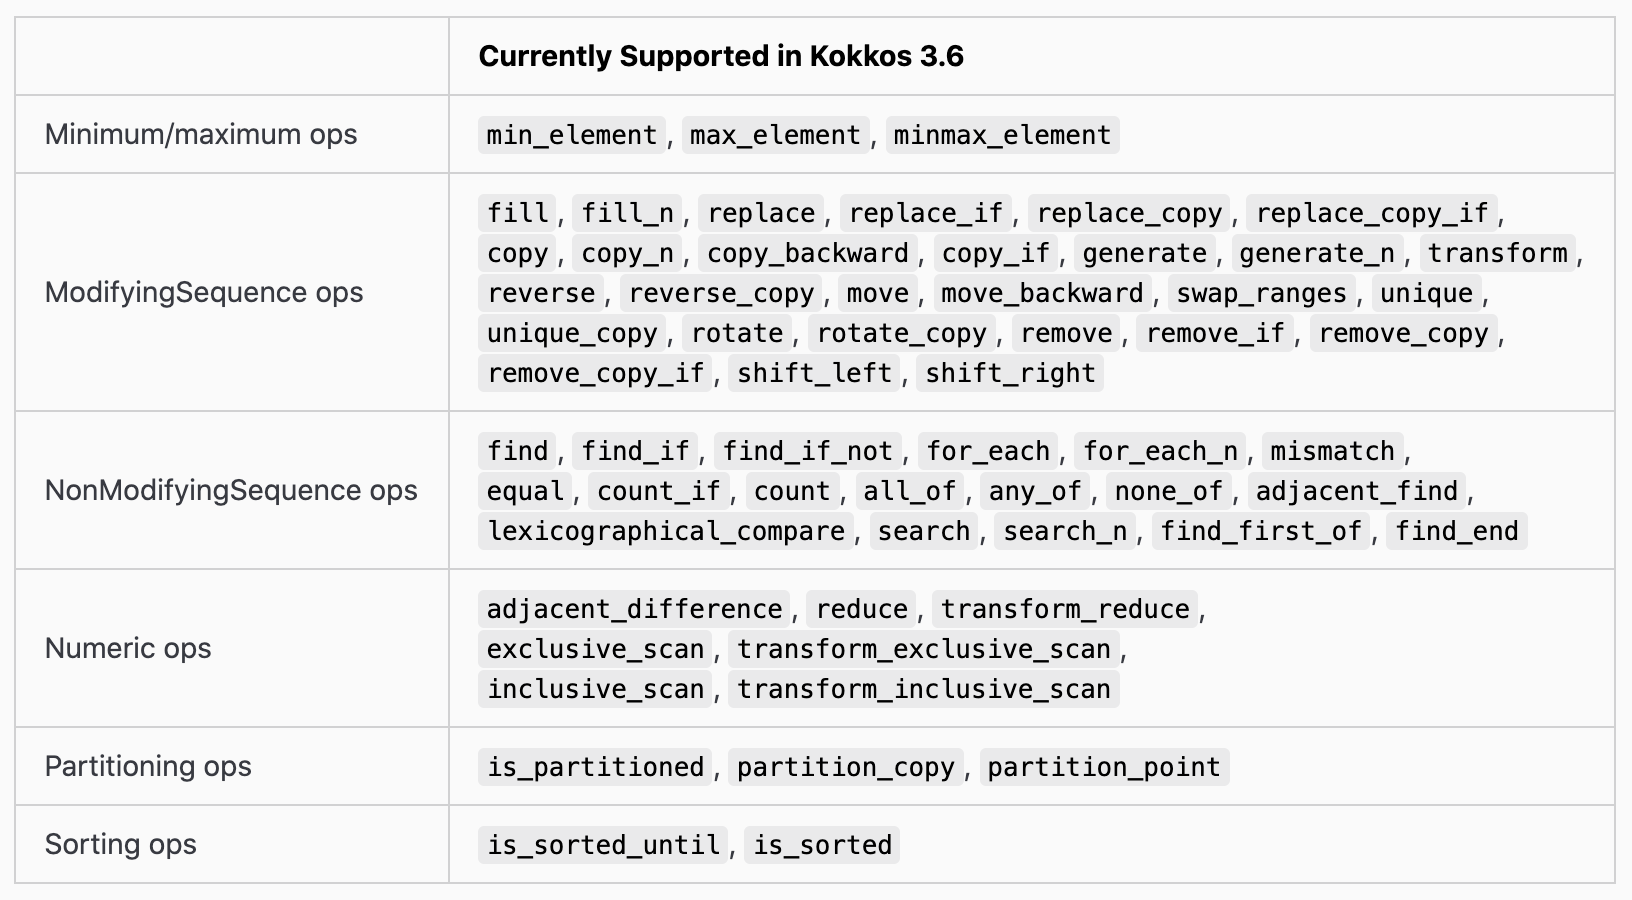 Currently Supported in Kokkos 3.6
Minimum/maximum ops
min_element, max_element, minmax_element
ModifyingSequence ops
fill, fill_n, replace, replace_if, replace_copy, replace_copy_if,
copy, copy_n, copy_backward, copy_if, generate, generate_n, transform,
reverse, reverse_copy, move, move_backward, swap_ranges, unique,
unique_copy, rotate, rotate_copy, remove, remove_if, remove_copy,
remove_copy_if, shift_left, shift_right
NonModifyingSequence ops
find, find_if, find_if_not, for_each, for_each_n, mismatch,
equal, count_if, count, all_of, any_of, none_of, adjacent_find,
lexicographical_compare, search, search_n, find_first_of, find_end
Numeric ops
adjacent_difference, reduce, transform_reduce,
exclusive_scan, transform_exclusive_scan,
inclusive_scan, transform_inclusive_scan
Partitioning ops
is_partitioned, partition_copy, partition_point
Sorting ops
is_sorted_until, is_sorted